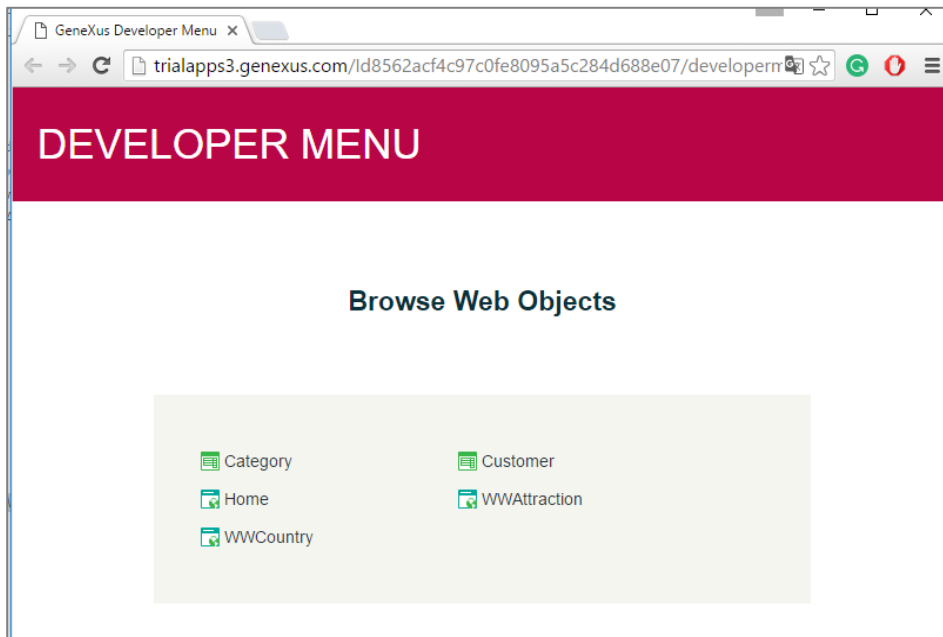 GeneXus Developer Menu
trialapps3.genexus.com/Id8562acf4c97c0fe8095a5c284d688e07/developerm
DEVELOPER MENU
Browse Web Objects
Category Customer
Home WWAttraction
WWCountry